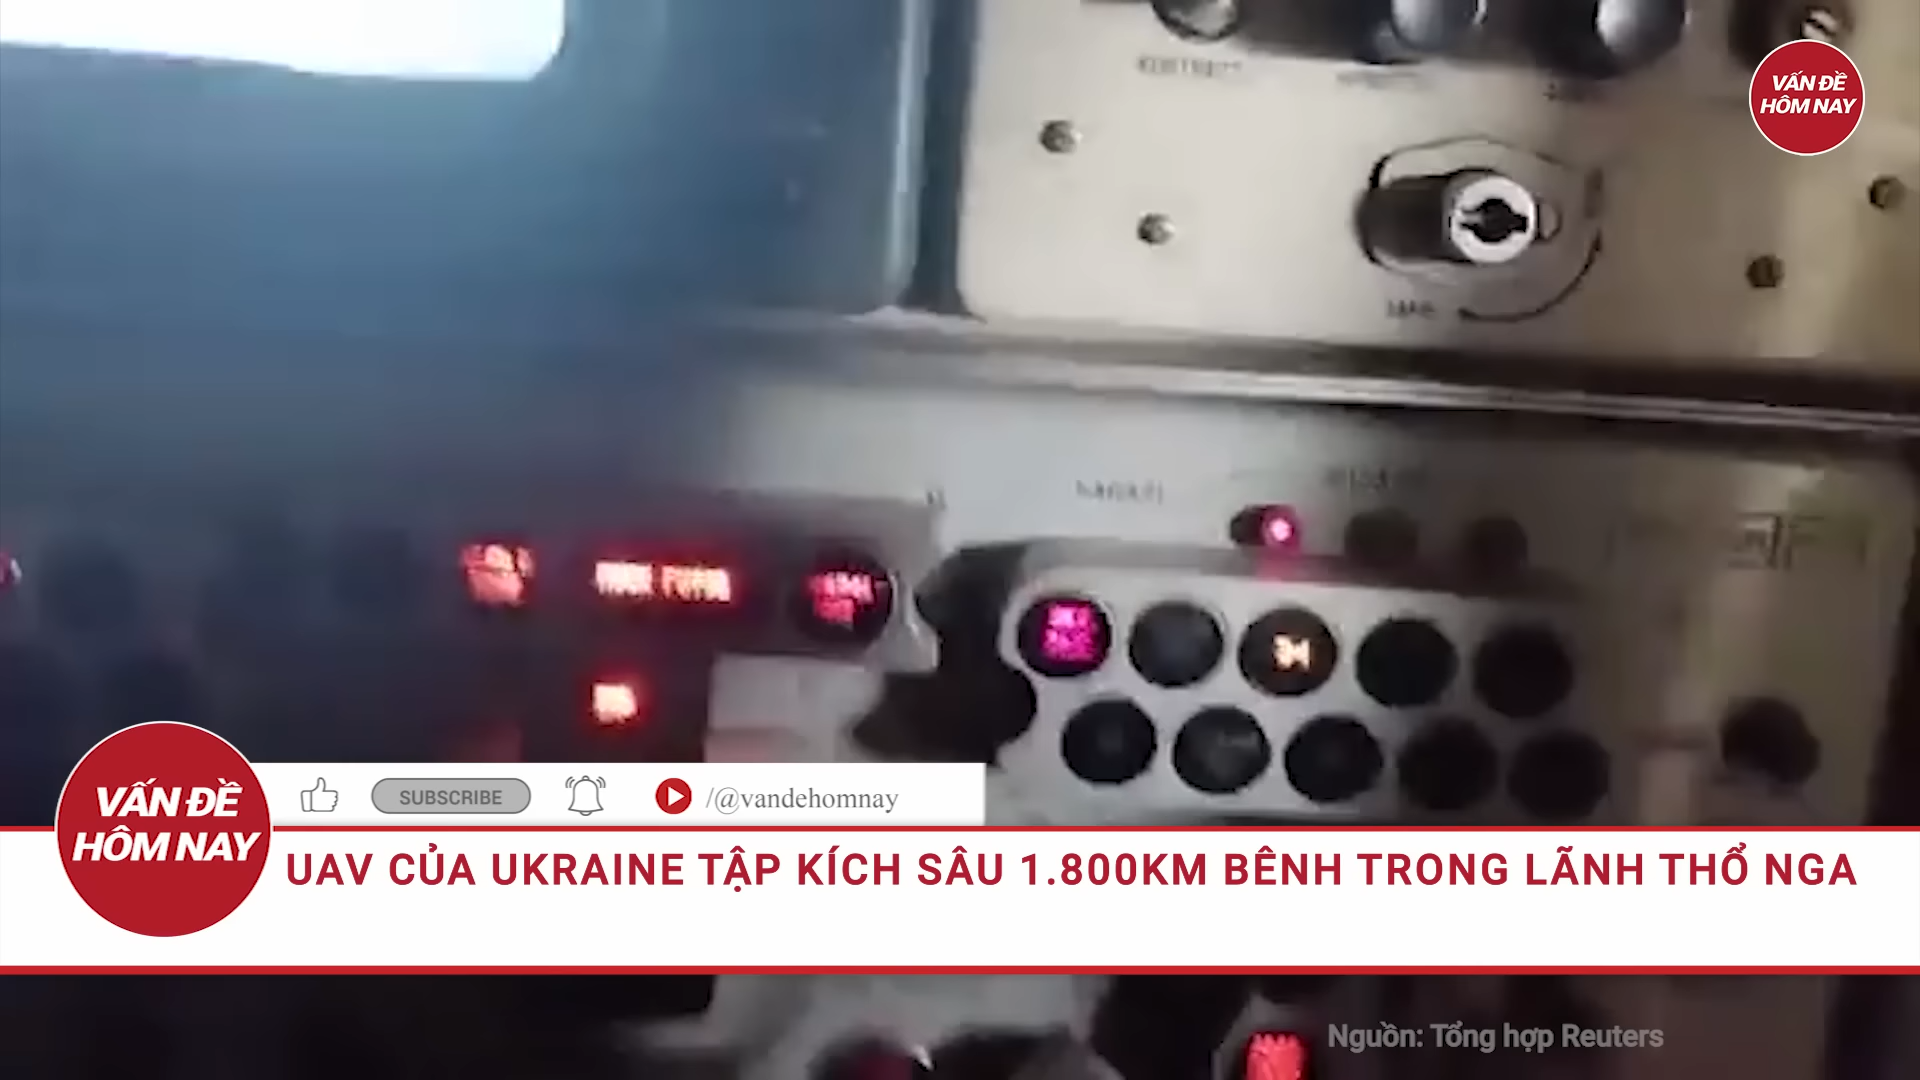 VẤN ĐỀ
HÔM NAY
VẤN ĐỀ
HÔM NAY
SUBSCRIBE
/@vandehomnay
UAV CỦA UKRAINE TẬP KÍCH SÂU 1.800KM BÊNH TRONG LÃNH THỔ NGA
Nguồn: Tổng hợp Reuters